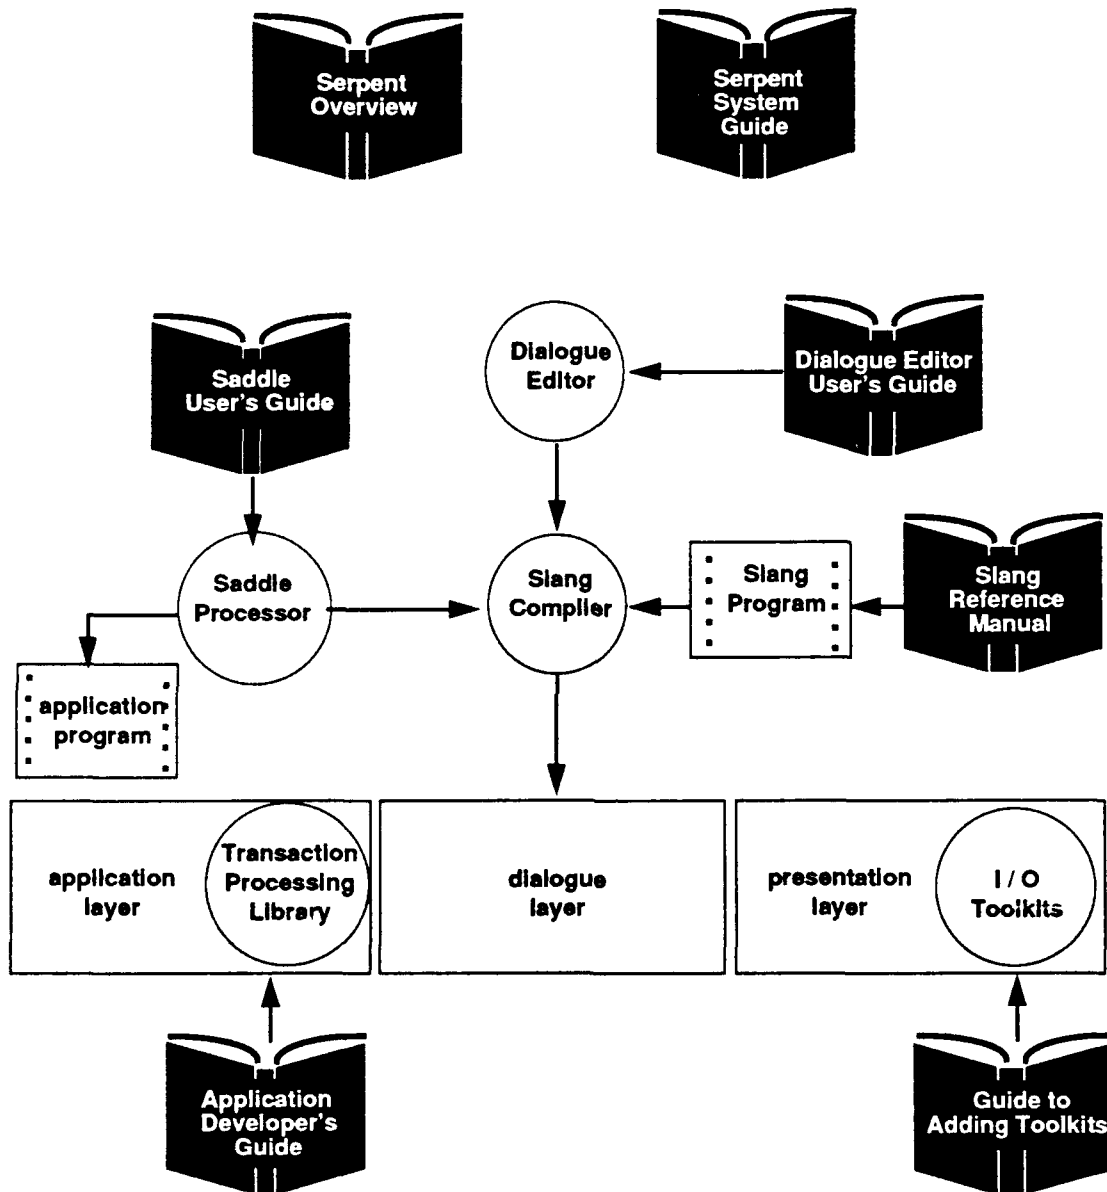 Serpent
Overview
Serpent
System
Guide
Saddle
User's Guide
Dialogue
Editor
Dialogue Editor
User's Guide
Saddle
Processor
Slang
Compiler
Slang
Program
Slang
Reference
Manual
application
program
application
layer
Transaction
Processing
Library
dialogue
layer
presentation
layer
I / O
Toolkits
Application
Developer's
Guide
Guide to
Adding Toolkits